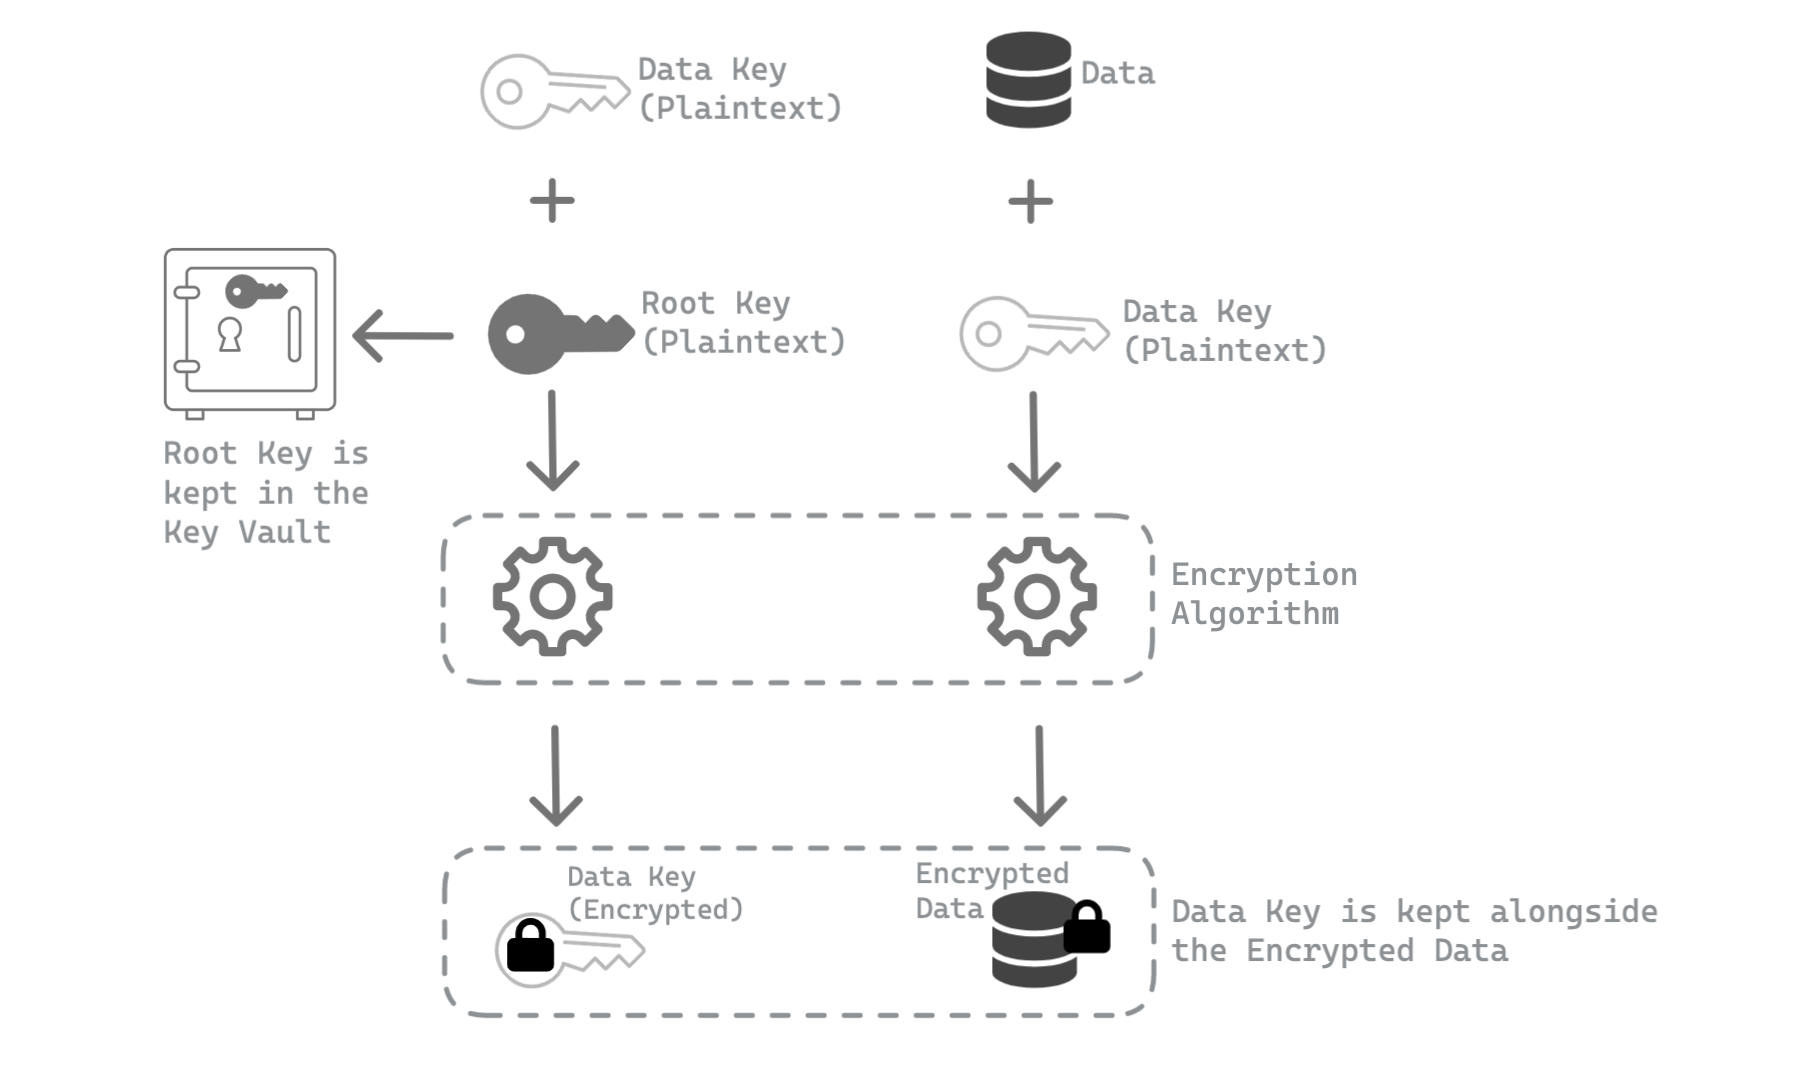 Data Key
(Plaintext)
Data
Root Key
(Plaintext)
Data Key
(Plaintext)
Root Key is
kept in the
Key Vault
Encryption
Algorithm
Data Key
(Encrypted)
Encrypted
Data
Data Key is kept alongside
the Encrypted Data